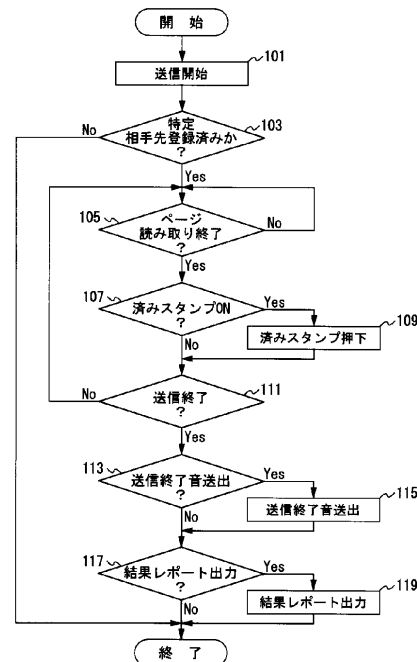 開始
101
送信開始
103
特定
相手先登録済みか
?
No
Yes
105
ページ
読み取り終了
?
No
Yes
107
済みスタンプON
?
Yes
109
済みスタンプ押下
No
111
送信終了
?
No
Yes
113
送信終了音送出
?
Yes
115
送信終了音送出
No
117
結果レポート出力
?
Yes
119
結果レポート出力
No
終了